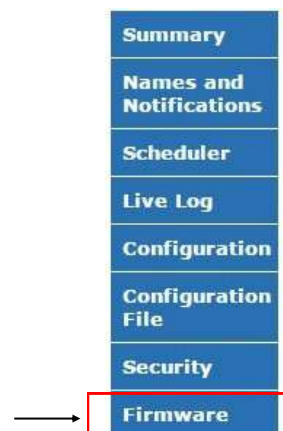 Summary
Names and
Notifications
Scheduler
Live Log
Configuration
Configuration
File
Security
Firmware